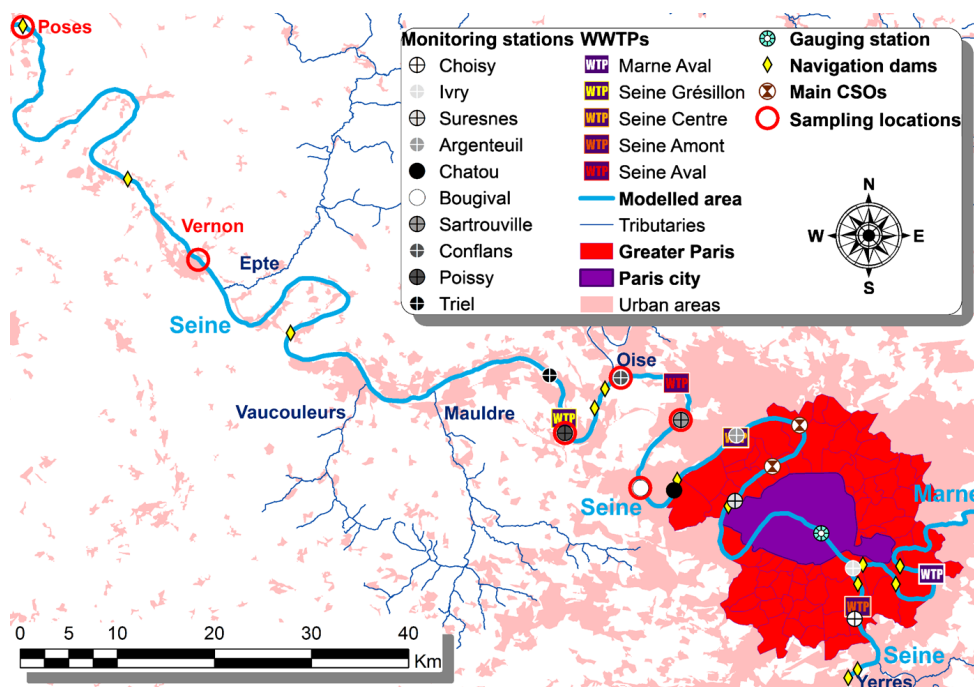 Poses
Monitoring stations
Choisy
Ivry
Suresnes
Argenteuil
Chatou
Bougival
Sartrouville
Conflans
Poissy
Triel
WWTPs
WTP Marne Aval
WTP Seine Grésillon
WTP Seine Centre
WTP Seine Amont
WTP Seine Aval
Modelled area
Tributaries
Greater Paris
Paris city
Urban areas
Gauging station
Navigation dams
Main CSOs
Sampling locations
N
W
E
S
Vernon
Epte
Seine
Oise
WTP
Vaucouleurs
Mauldre
WTP
WTP
Seine
Marne
WTP
WTP
Seine
Yerres
0 5 10 20 30 40
Km